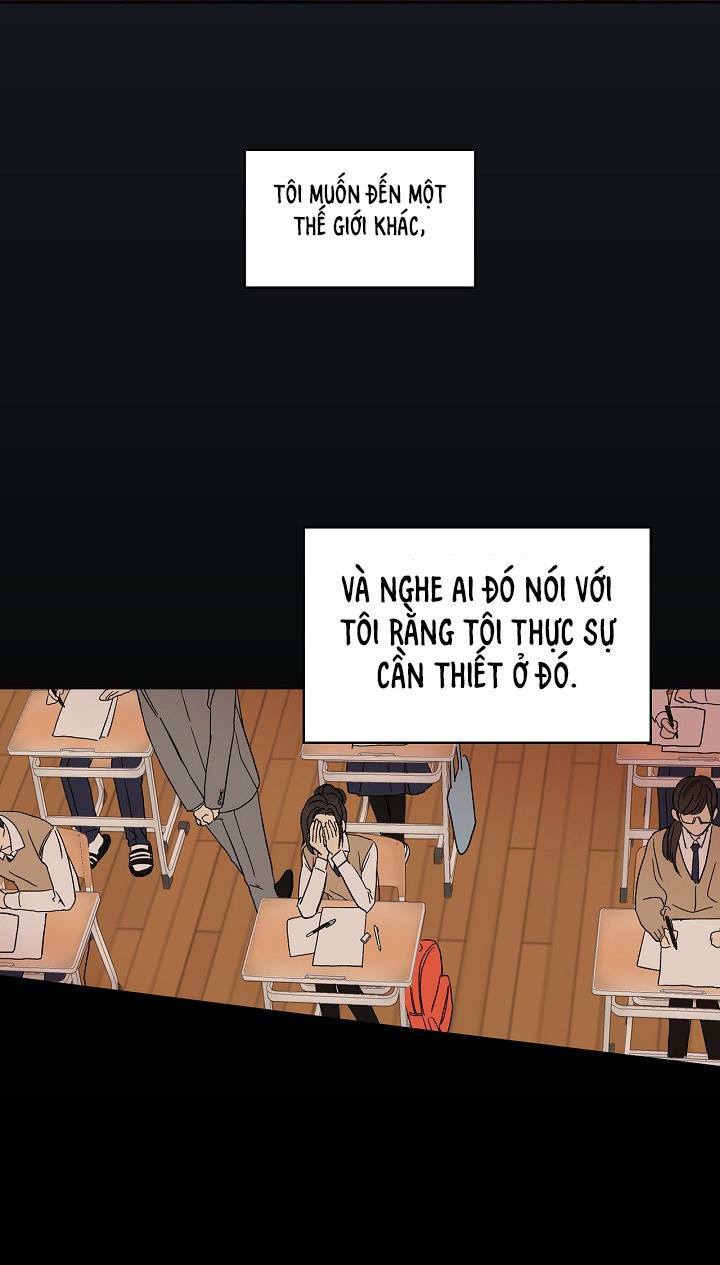 TÔI MUỐN ĐẾN MỘT
THẾ GIỚI KHÁC,
VÀ NGHE AI ĐÓ NÓI VỚI
TÔI RẰNG TÔI THỰC SỰ
CẦN THIẾT Ở ĐÓ.